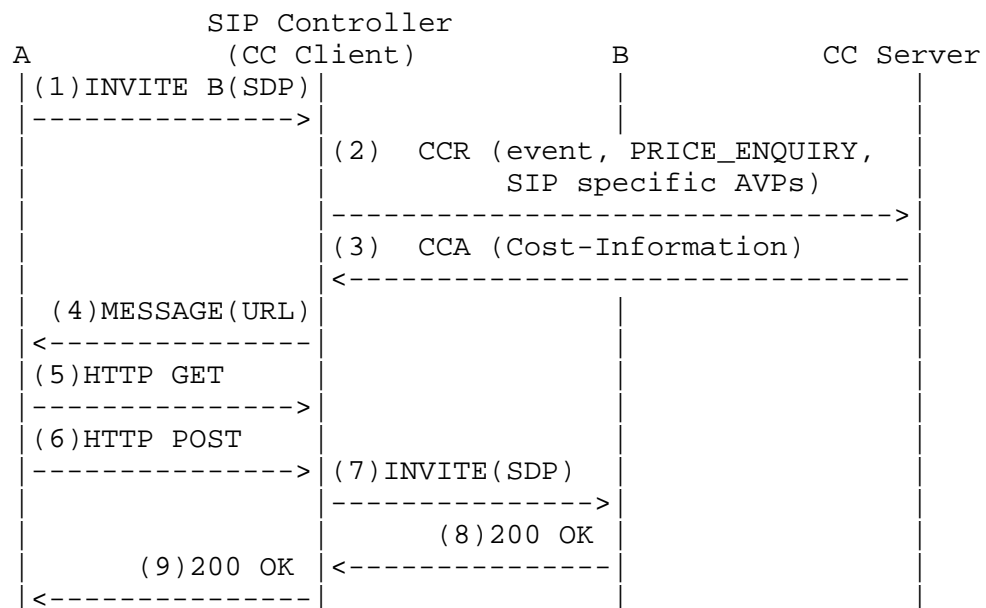 SIP Controller
A (CC Client) B CC Server
(1)INVITE B(SDP)
(2) CCR (event, PRICE_ENQUIRY,
SIP specific AVPs)
(3) CCA (Cost-Information)
(4)MESSAGE(URL)
(5)HTTP GET
(6)HTTP POST
(7)INVITE(SDP)
(8)200 OK
(9)200 OK